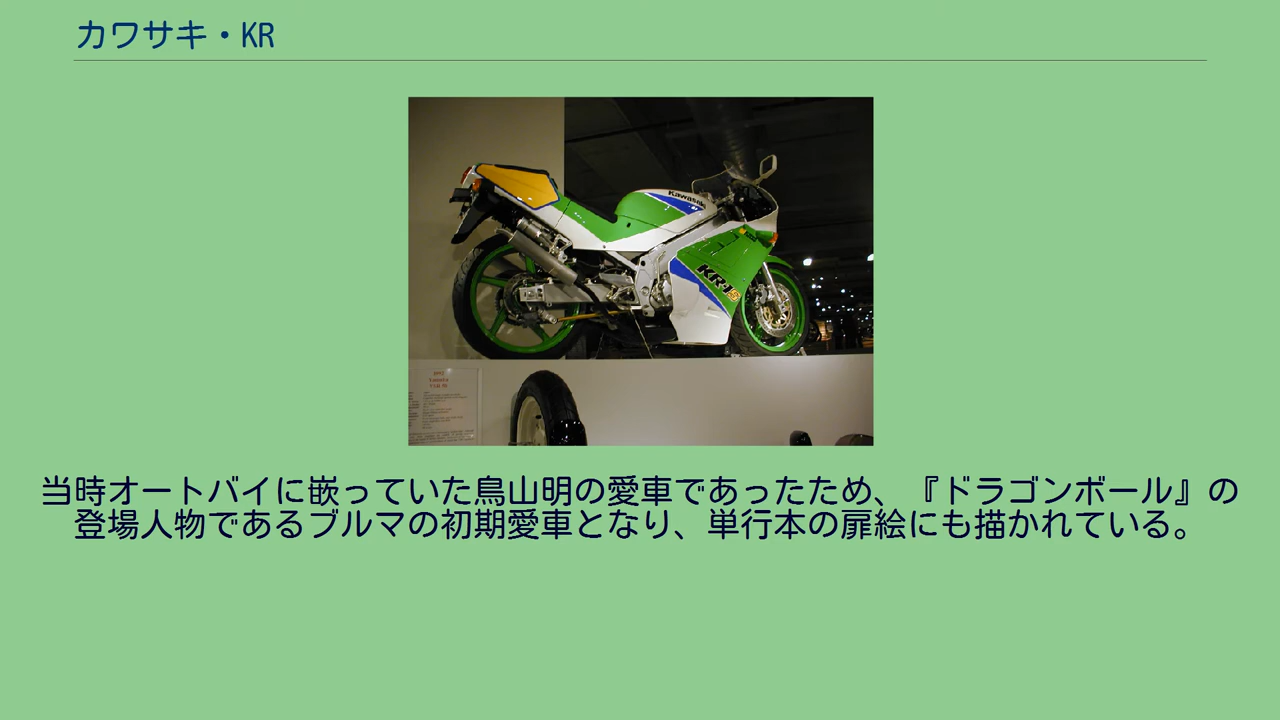 カワサキ・KR
Kawasaki
KR-1S
当時オートバイに嵌っていた鳥山明の愛車であったため、『ドラゴンボール』の
登場人物であるブルマの初期愛車となり、単行本の扉絵にも描かれている。